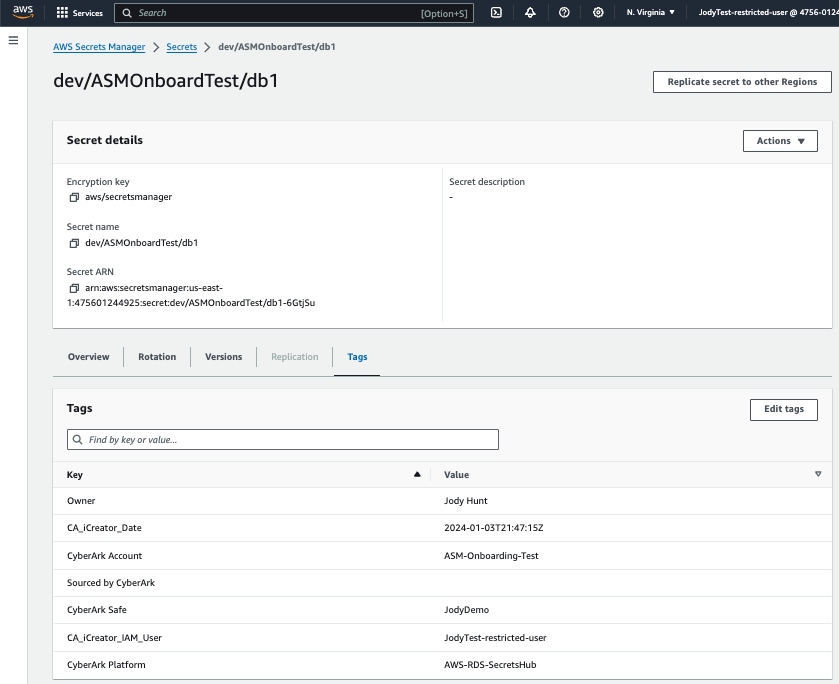 aws Services Search [Option+S] N. Virginia ▼ JodyTest-restricted-user @ 4756-0124
AWS Secrets Manager > Secrets > dev/ASMOnboardTest/db1
dev/ASMOnboardTest/db1
Replicate secret to other Regions
Secret details
Actions ▼
Encryption key
aws/secretsmanager
Secret description
-
Secret name
dev/ASMOnboardTest/db1
Secret ARN
arn:aws:secretsmanager:us-east-
1:475601244925:secret:dev/ASMOnboardTest/db1-6GtjSu
Overview Rotation Versions Replication Tags
Tags
Edit tags
Find by key or value...
Key Value
Owner Jody Hunt
CA_iCreator_Date 2024-01-03T21:47:15Z
CyberArk Account ASM-Onboarding-Test
Sourced by CyberArk
CyberArk Safe JodyDemo
CA_iCreator_IAM_User JodyTest-restricted-user
CyberArk Platform AWS-RDS-SecretsHub